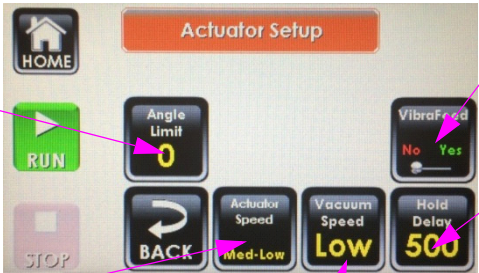 Actuator Setup
HOME
Angle
Limit
0
VibraFeed
No Yes
RUN
Actuator
Speed
Med-Low
Vacuum
Speed
Low
Hold
Delay
500
BACK
STOP